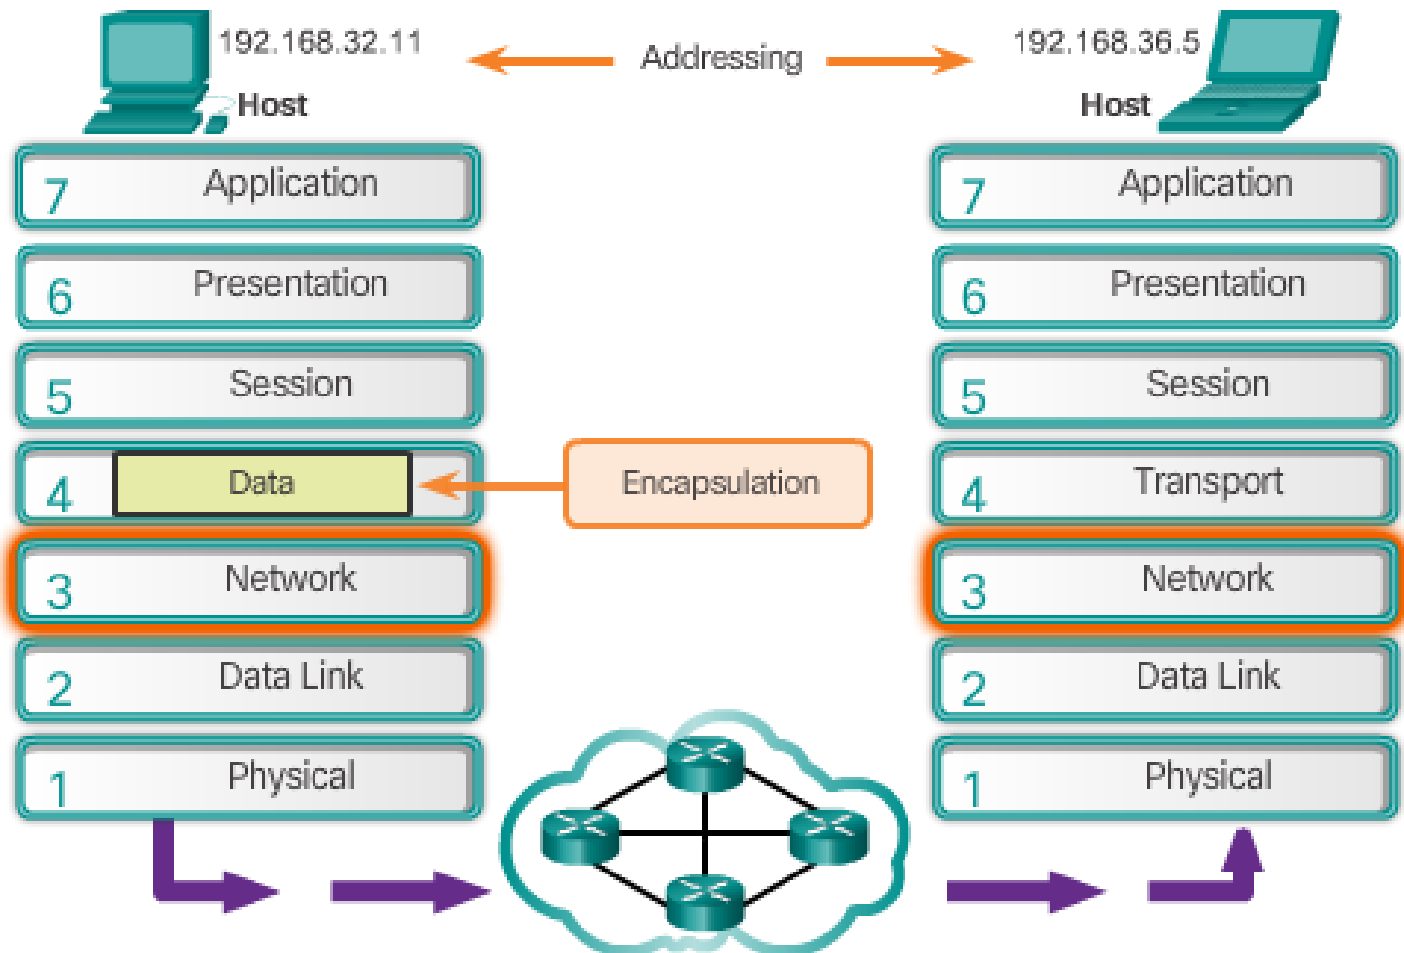 192.168.32.11
Addressing
192.168.36.5
Host
Host
7 Application
6 Presentation
5 Session
4 Data
3 Network
2 Data Link
1 Physical
Encapsulation
7 Application
6 Presentation
5 Session
4 Transport
3 Network
2 Data Link
1 Physical